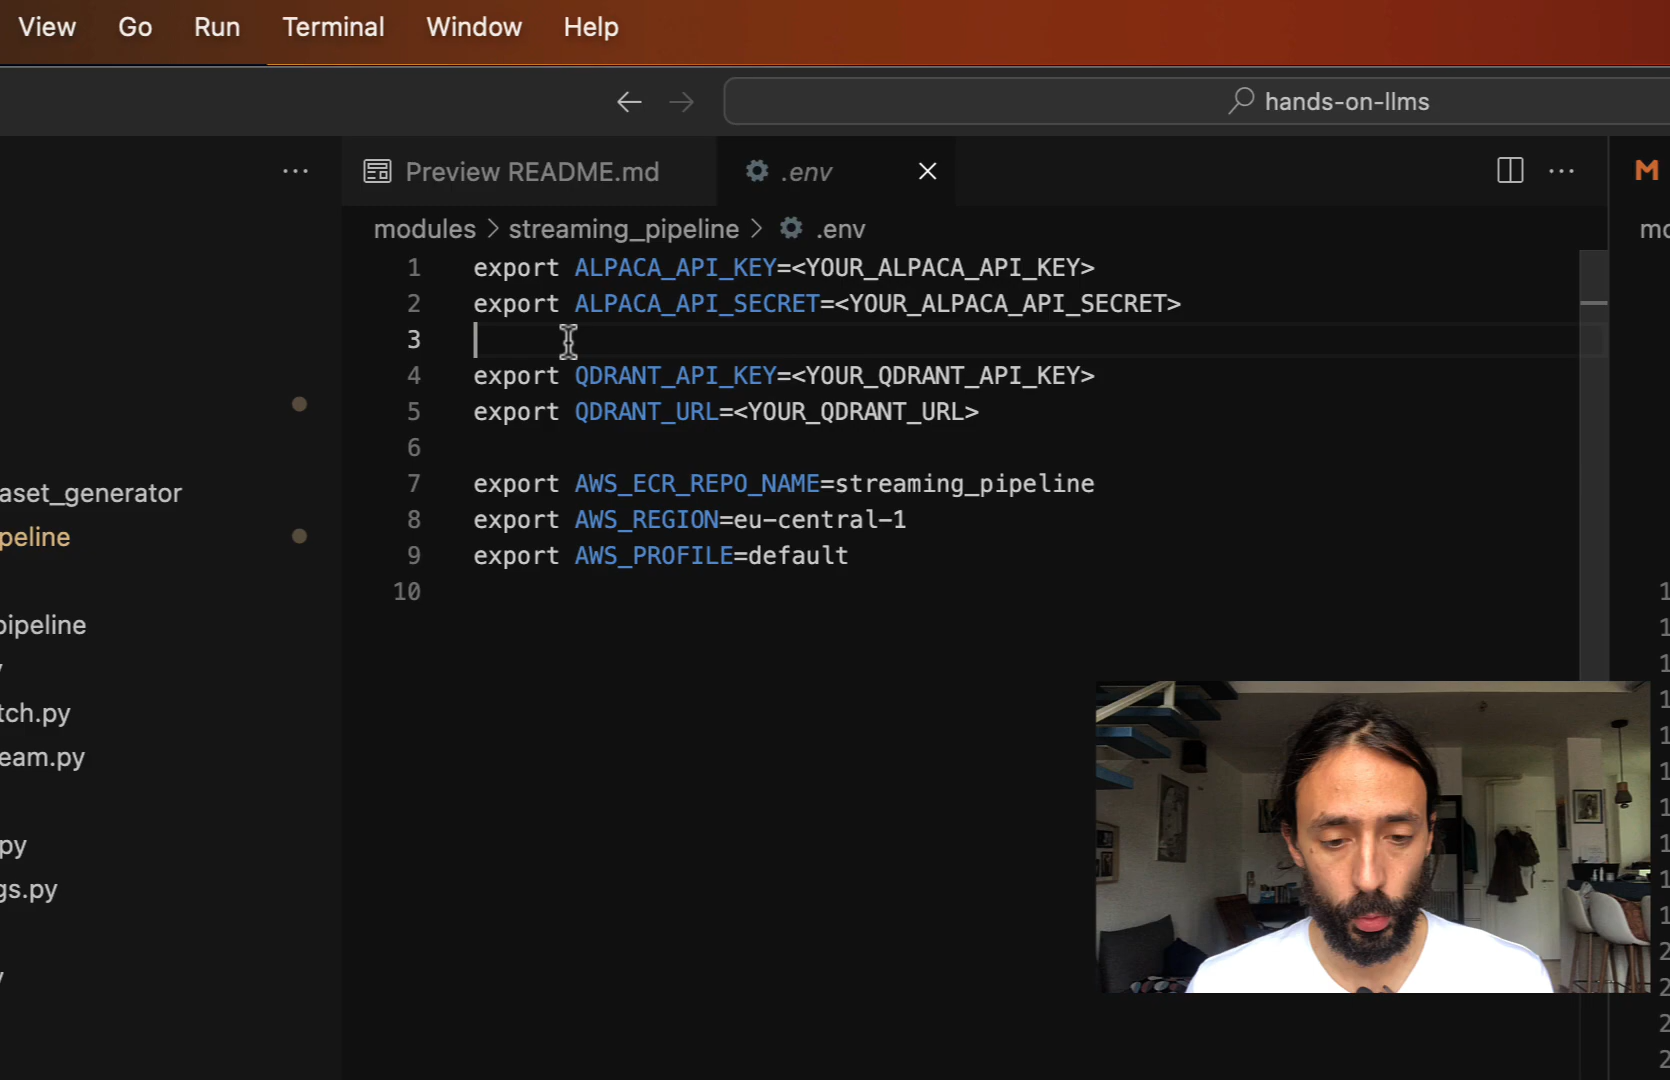 View Go Run Terminal Window Help
hands-on-llms
Preview README.md .env
modules > streaming_pipeline > .env
1 export ALPACA_API_KEY=<YOUR_ALPACA_API_KEY>
2 export ALPACA_API_SECRET=<YOUR_ALPACA_API_SECRET>
3
4 export QDRANT_API_KEY=<YOUR_QDRANT_API_KEY>
5 export QDRANT_URL=<YOUR_QDRANT_URL>
6
7 export AWS_ECR_REPO_NAME=streaming_pipeline
8 export AWS_REGION=eu-central-1
9 export AWS_PROFILE=default
10
aset_generator
peline
pipeline
tch.py
eam.py
py
gs.py